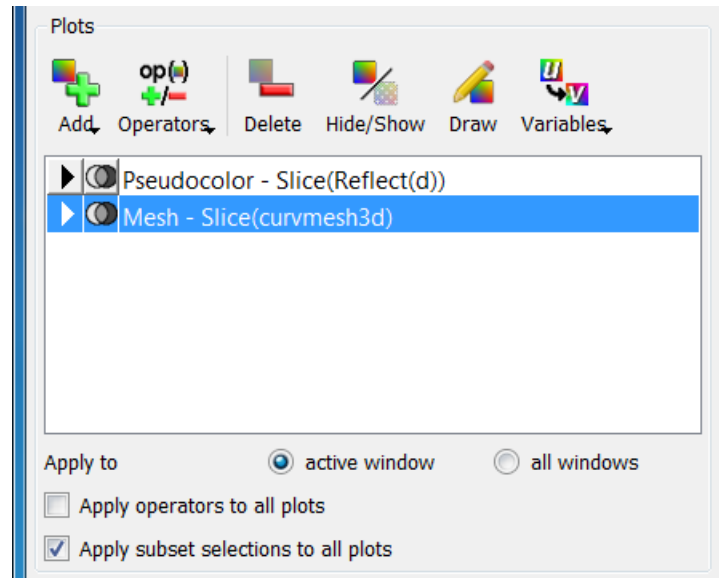 Plots
op( ) +/-
U V
Add Operators Delete Hide/Show Draw Variables
Pseudocolor - Slice(Reflect(d))
Mesh - Slice(curvmesh3d)
Apply to active window all windows
Apply operators to all plots
Apply subset selections to all plots